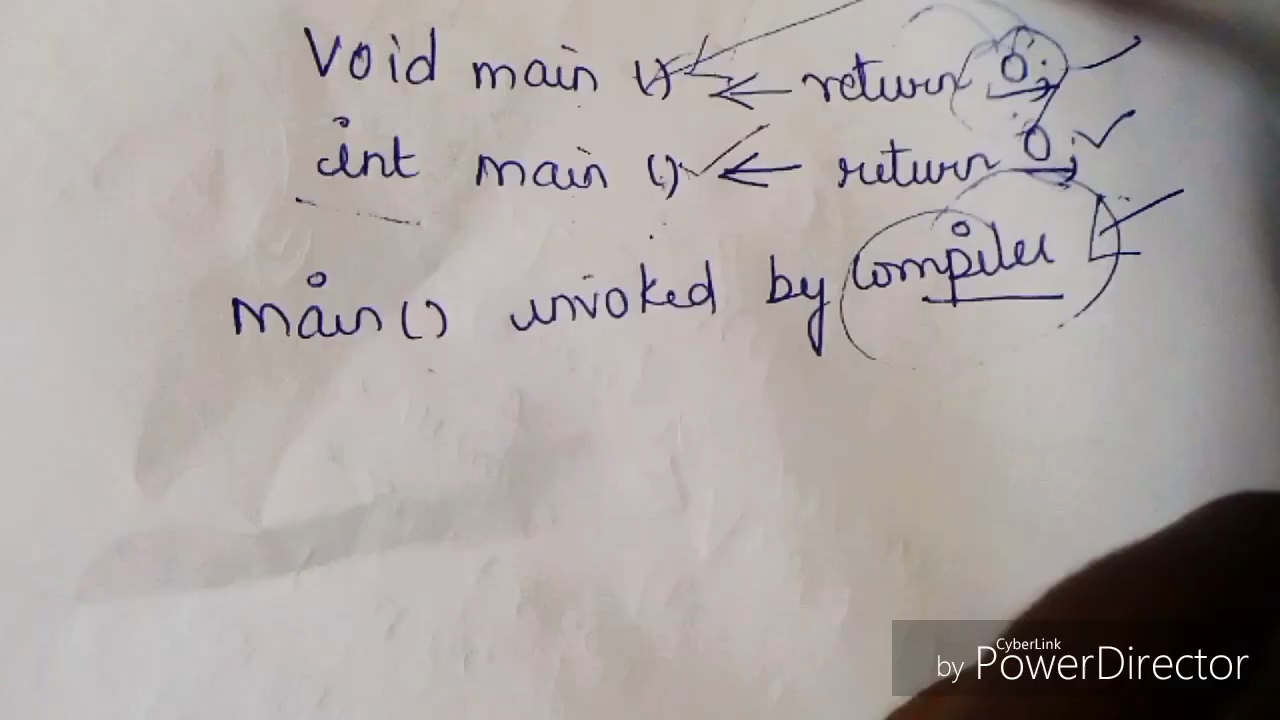 Void main () ← return 0;
int main () ← return 0;
main() invoked by Compiler
CyberLink
by PowerDirector